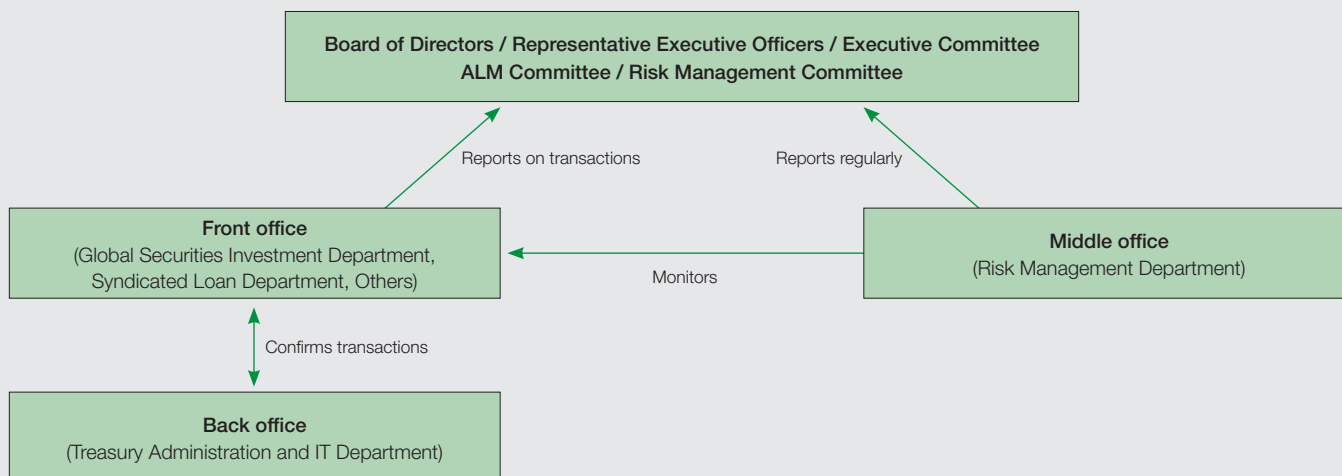 Board of Directors / Representative Executive Officers / Executive Committee
ALM Committee / Risk Management Committee
Reports on transactions
Reports regularly
Front office
(Global Securities Investment Department,
Syndicated Loan Department, Others)
Monitors
Middle office
(Risk Management Department)
Confirms transactions
Back office
(Treasury Administration and IT Department)